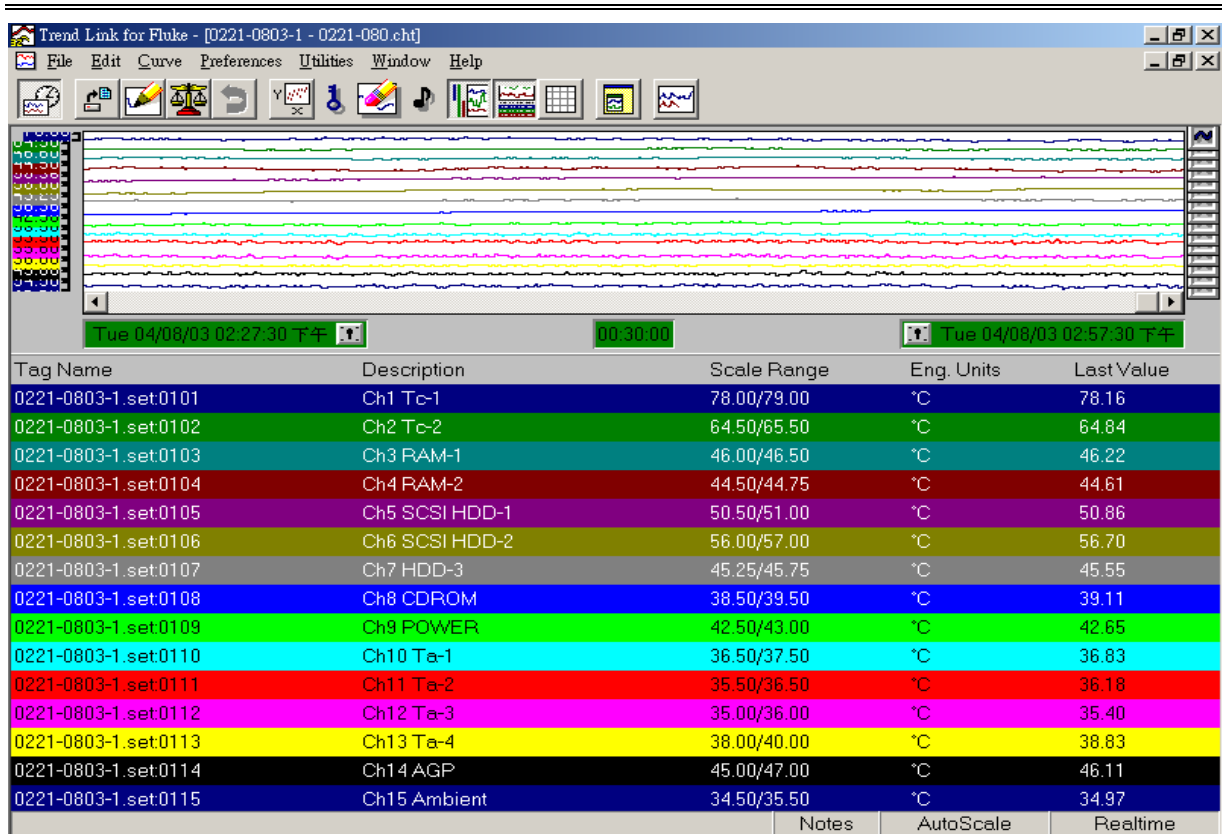 Trend Link for Fluke - [0221-0803-1 - 0221-080.cht]
File Edit Curve Preferences Utilities Window Help
Tue 04/08/03 02:27:30 下午 00:30:00 Tue 04/08/03 02:57:30 下午
Tag Name Description Scale Range Eng. Units Last Value
0221-0803-1.set:0101 Ch1 Tc-1 78.00/79.00 °C 78.16
0221-0803-1.set:0102 Ch2 Tc-2 64.50/65.50 °C 64.84
0221-0803-1.set:0103 Ch3 RAM-1 46.00/46.50 °C 46.22
0221-0803-1.set:0104 Ch4 RAM-2 44.50/44.75 °C 44.61
0221-0803-1.set:0105 Ch5 SCSI HDD-1 50.50/51.00 °C 50.86
0221-0803-1.set:0106 Ch6 SCSI HDD-2 56.00/57.00 °C 56.70
0221-0803-1.set:0107 Ch7 HDD-3 45.25/45.75 °C 45.55
0221-0803-1.set:0108 Ch8 CDROM 38.50/39.50 °C 39.11
0221-0803-1.set:0109 Ch9 POWER 42.50/43.00 °C 42.65
0221-0803-1.set:0110 Ch10 Ta-1 36.50/37.50 °C 36.83
0221-0803-1.set:0111 Ch11 Ta-2 35.50/36.50 °C 36.18
0221-0803-1.set:0112 Ch12 Ta-3 35.00/36.00 °C 35.40
0221-0803-1.set:0113 Ch13 Ta-4 38.00/40.00 °C 38.83
0221-0803-1.set:0114 Ch14 AGP 45.00/47.00 °C 46.11
0221-0803-1.set:0115 Ch15 Ambient 34.50/35.50 °C 34.97
Notes AutoScale Realtime